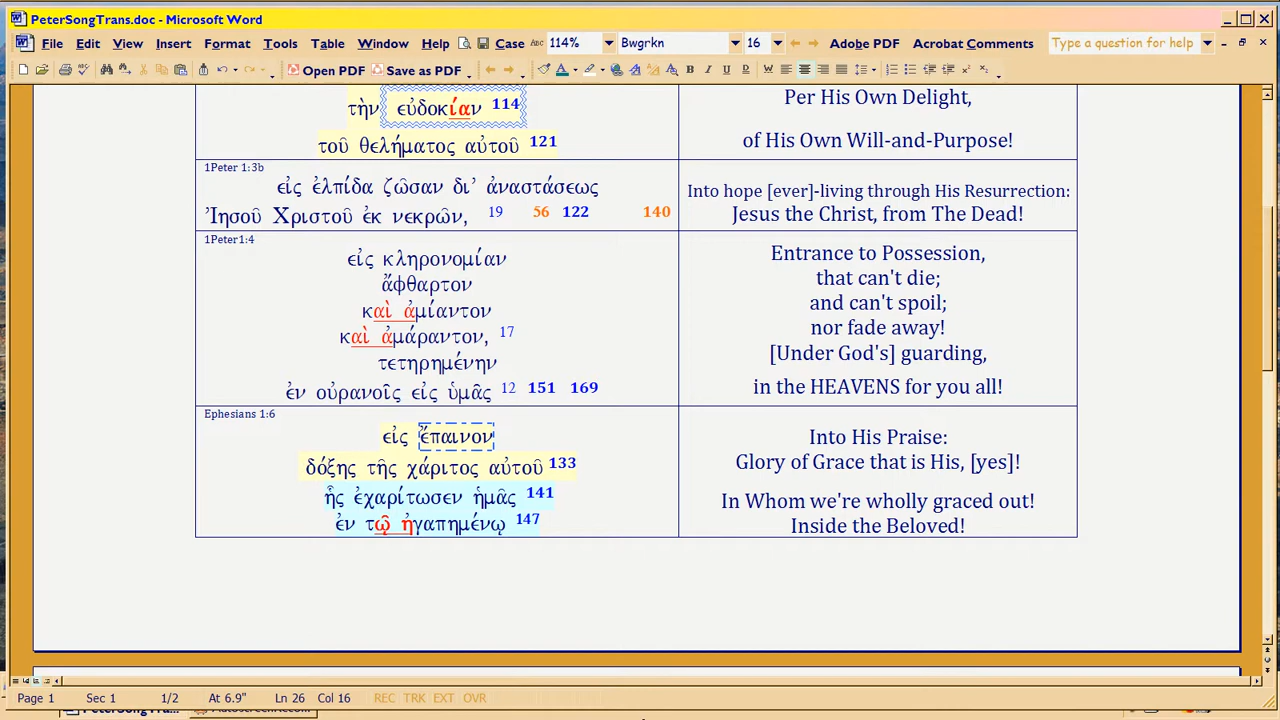 PeterSongTrans.doc - Microsoft Word
File Edit View Insert Format Tools Table Window Help Case 114% Bwgrkn 16 Adobe PDF Acrobat Comments Type a question for help
Open PDF Save as PDF
τὴν εὐδοκίαν 114
τοῦ θελήματος αὐτοῦ 121
Per His Own Delight,
of His Own Will-and-Purpose!
1Peter 1:3b
εἰς ἐλπίδα ζῶσαν δι’ ἀναστάσεως
Ἰησοῦ Χριστοῦ ἐκ νεκρῶν, 19 56 122 140
Into hope [ever]-living through His Resurrection:
Jesus the Christ, from The Dead!
1Peter1:4
εἰς κληρονομίαν
ἄφθαρτον
καὶ ἀμίαντον
καὶ ἀμάραντον, 17
τετηρημένην
ἐν οὐρανοῖς εἰς ὑμᾶς 12 151 169
Entrance to Possession,
that can't die;
and can't spoil;
nor fade away!
[Under God's] guarding,
in the HEAVENS for you all!
Ephesians 1:6
εἰς ἔπαινον
δόξης τῆς χάριτος αὐτοῦ 133
ἧς ἐχαρίτωσεν ἡμᾶς 141
ἐν τῷ ἠγαπημένῳ 147
Into His Praise:
Glory of Grace that is His, [yes]!
In Whom we're wholly graced out!
Inside the Beloved!
Page 1 Sec 1 1/2 At 6.9" Ln 26 Col 16 REC TRK EXT OVR